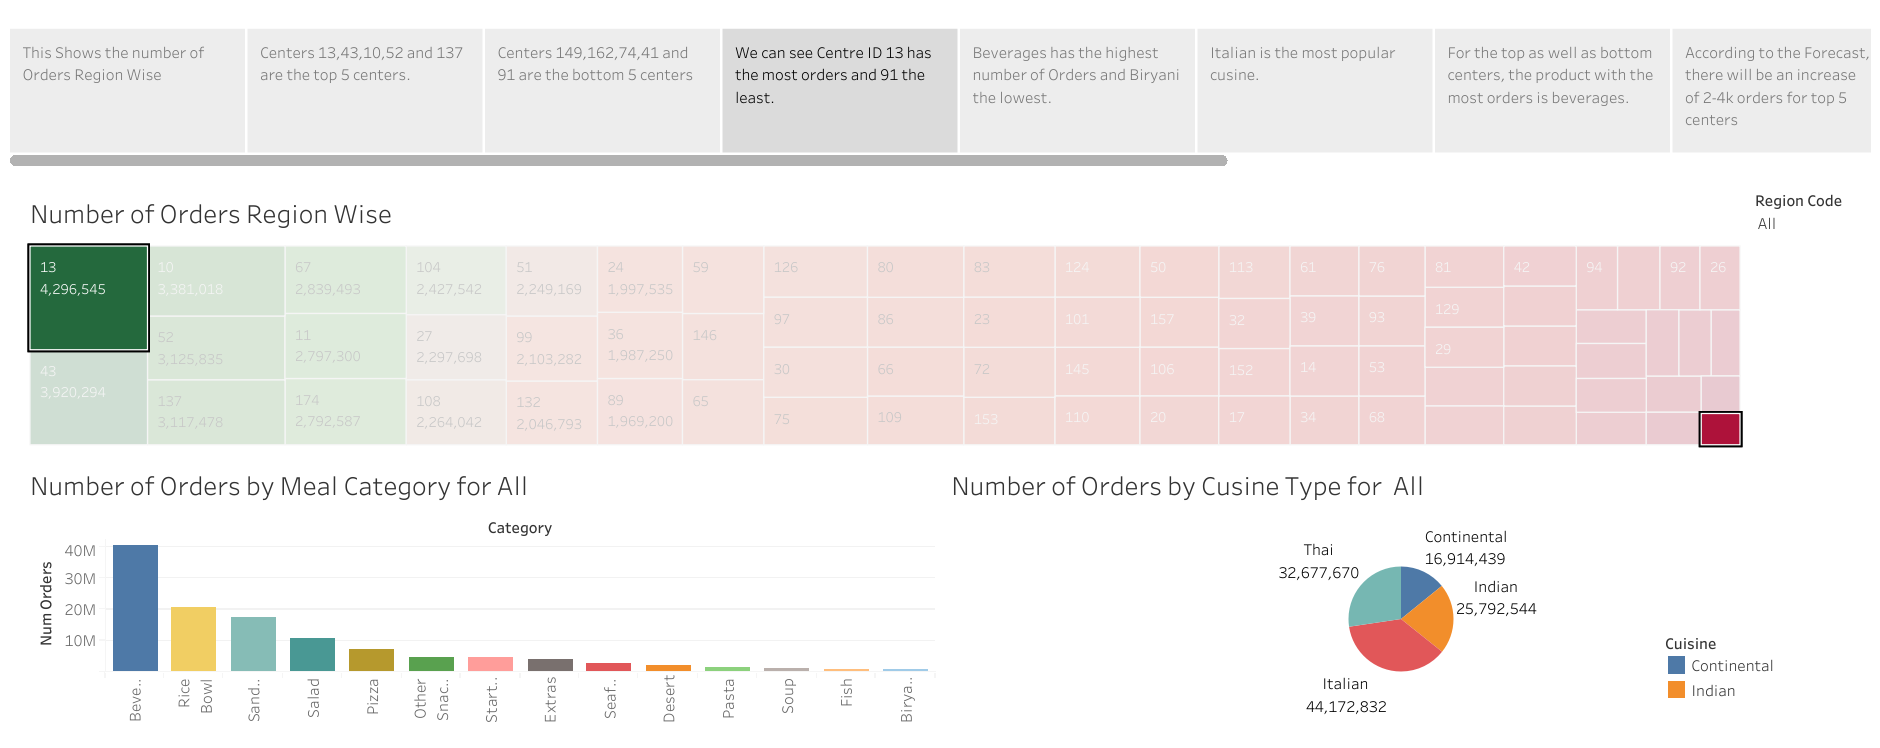 This Shows the number of
Orders Region Wise
Centers 13,43,10,52 and 137
are the top 5 centers.
Centers 149,162,74,41 and
91 are the bottom 5 centers
We can see Centre ID 13 has
the most orders and 91 the
least.
Beverages has the highest
number of Orders and Biryani
the lowest.
Italian is the most popular
cusine.
For the top as well as bottom
centers, the product with the
most orders is beverages.
According to the Forecast,
there will be an increase
of 2-4k orders for top 5
centers
Number of Orders Region Wise
Region Code
All
13
4,296,545
43
3,920,294
10
3,381,018
52
3,125,835
137
3,117,478
67
2,839,493
11
2,797,300
174
2,792,587
104
2,427,542
27
2,297,698
108
2,264,042
51
2,249,169
99
2,103,282
132
2,046,793
24
1,997,535
36
1,987,250
89
1,969,200
59
146
65
126
97
30
75
80
86
66
109
83
23
72
153
124
101
145
110
50
157
106
20
113
32
152
17
61
39
14
34
76
93
53
68
81
129
29
42
94
92
26
Number of Orders by Meal Category for All
Category
Num Orders
40M
30M
20M
10M
Beve..
Rice
Bowl
Sand..
Salad
Pizza
Other
Snac..
Start..
Extras
Seaf..
Desert
Pasta
Soup
Fish
Birya..
Number of Orders by Cusine Type for All
Thai
32,677,670
Continental
16,914,439
Indian
25,792,544
Italian
44,172,832
Cuisine
Continental
Indian